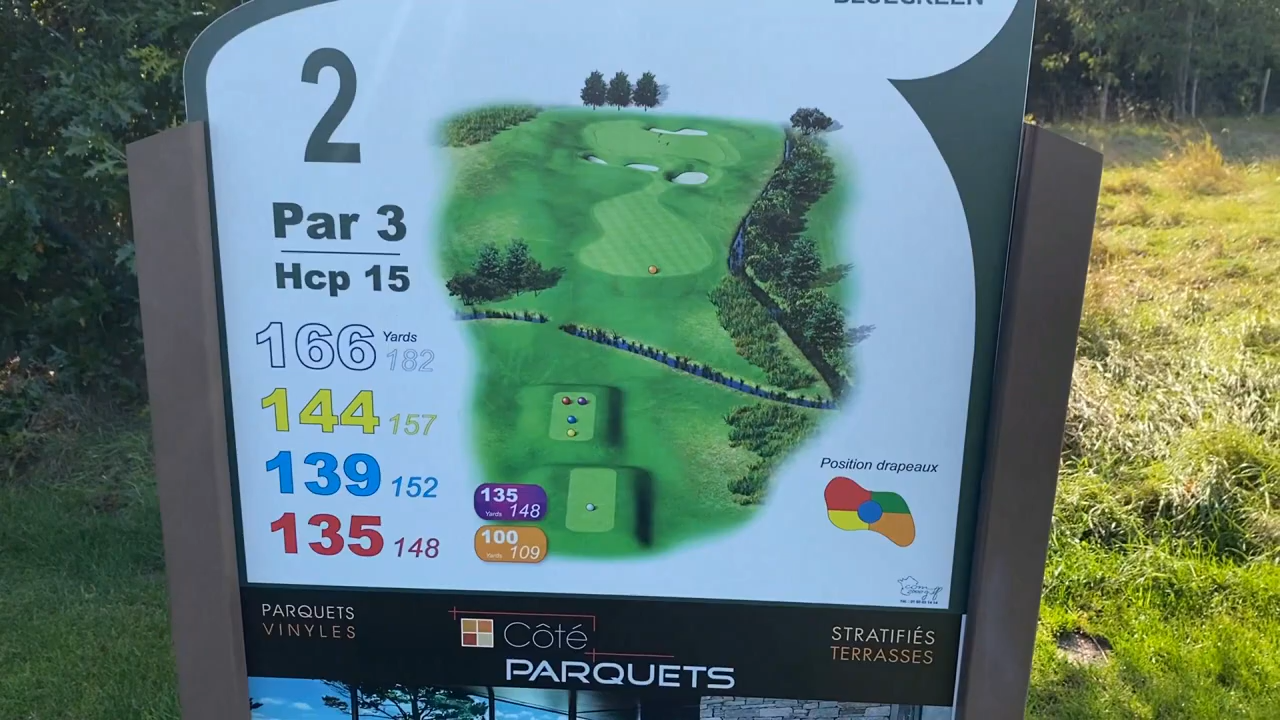 BLUEGREEN
2
Par 3
Hcp 15
166 Yards 182
144 157
139 152
135 148
135 Yards 148
100 Yards 109
Position drapeaux
PARQUETS
VINYLES
Côté
PARQUETS
STRATIFIÉS
TERRASSES